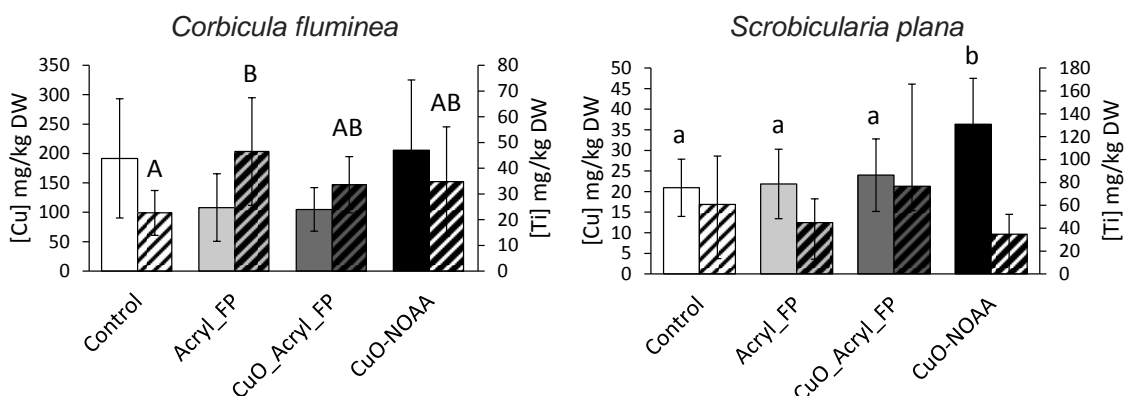 Corbicula fluminea
[Cu] mg/kg DW
350
300
250
200
150
100
50
0
A
B
AB
AB
80
70
60
50
40
30
20
10
0
[Ti] mg/kg DW
Control
Acryl_FP
CuO_Acryl_FP
CuO-NOAA
Scrobicularia plana
[Cu] mg/kg DW
50
45
40
35
30
25
20
15
10
5
0
a
a
a
b
180
160
140
120
100
80
60
40
20
0
[Ti] mg/kg DW
Control
Acryl_FP
CuO_Acryl_FP
CuO-NOAA